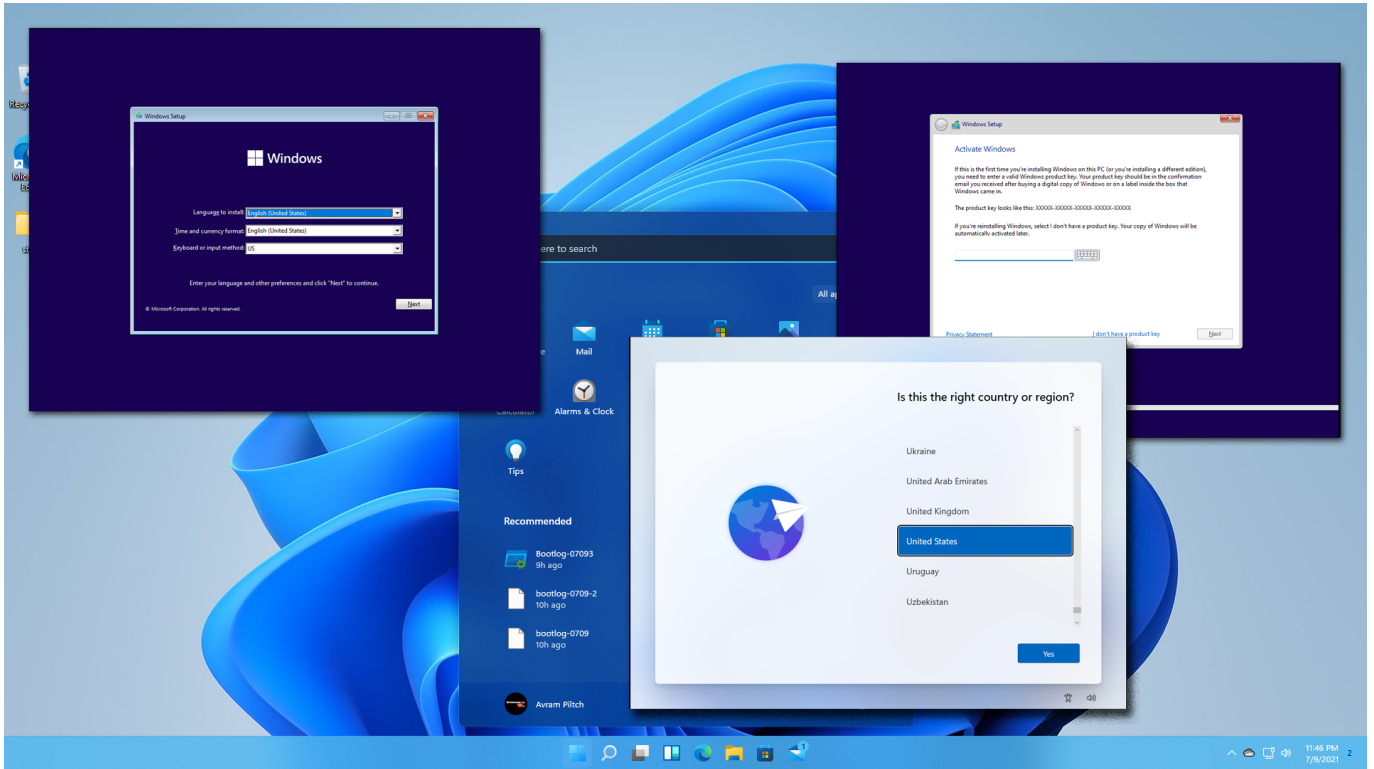 Windows Setup
Windows
Language to install: English (United States)
Time and currency format: English (United States)
Keyboard or input method: US
Enter your language and other preferences and click "Next" to continue.
© Microsoft Corporation. All rights reserved.
Next
Windows Setup
Activate Windows
If this is the first time you're installing Windows on this PC (or you're installing a different edition),
you need to enter a valid Windows product key. Your product key should be in the confirmation
email you received after buying a digital copy of Windows or on a label inside the box that
Windows came in.
The product key looks like this: XXXXX-XXXXX-XXXXX-XXXXX-XXXXX
If you're reinstalling Windows, select I don't have a product key. Your copy of Windows will be
automatically activated later.
Privacy Statement
I don't have a product key
Next
ere to search
All a
Mail
Calculator
Alarms & Clock
Tips
Recommended
Bootlog-07093
9h ago
bootlog-0709-2
10h ago
bootlog-0709
10h ago
Avram Piltch
Is this the right country or region?
Ukraine
United Arab Emirates
United Kingdom
United States
Uruguay
Uzbekistan
Yes
1
11:46 PM
7/9/2021
2